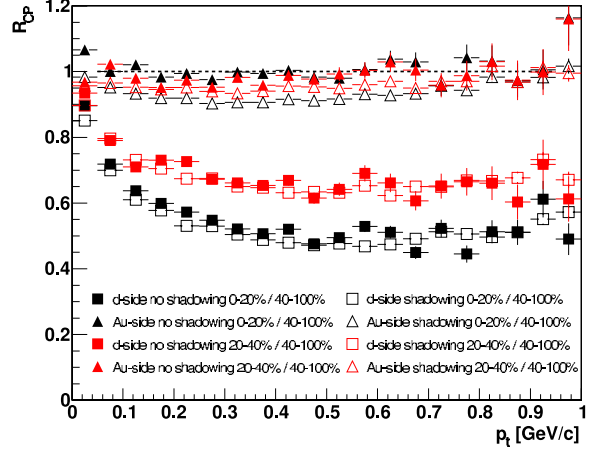 R_CP
1.2
1
0.8
0.6
0.4
0.2
0
d-side no shadowing 0-20% / 40-100%
d-side shadowing 0-20% / 40-100%
Au-side no shadowing 0-20% / 40-100%
Au-side shadowing 0-20% / 40-100%
d-side no shadowing 20-40% / 40-100%
d-side shadowing 20-40% / 40-100%
Au-side no shadowing 20-40% / 40-100%
Au-side shadowing 20-40% / 40-100%
0 0.1 0.2 0.3 0.4 0.5 0.6 0.7 0.8 0.9 1
p_t [GeV/c]